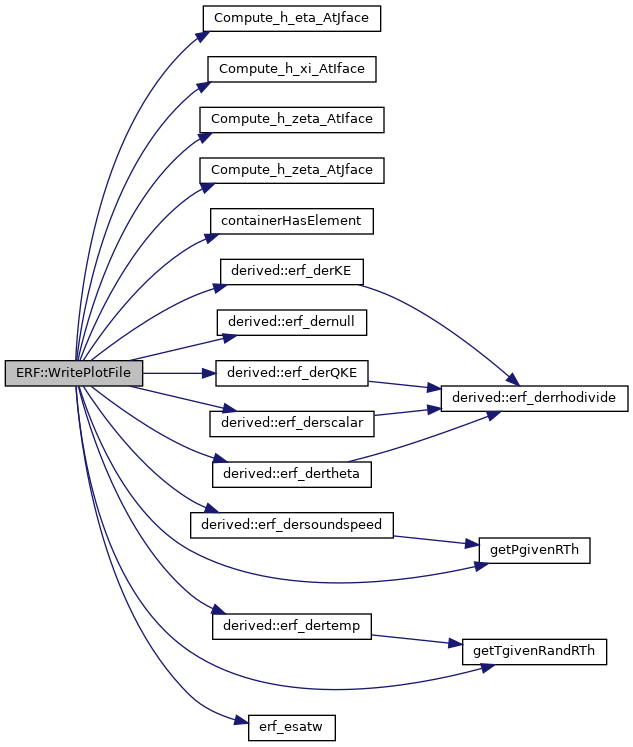 Compute_h_eta_AtJface
Compute_h_xi_AtIface
Compute_h_zeta_AtIface
Compute_h_zeta_AtJface
containerHasElement
derived::erf_derKE
derived::erf_dernull
ERF::WritePlotFile
derived::erf_derQKE
derived::erf_derrhodivide
derived::erf_derscalar
derived::erf_dertheta
derived::erf_dersoundspeed
getPgivenRTh
derived::erf_dertemp
getTgivenRandRTh
erf_esatw